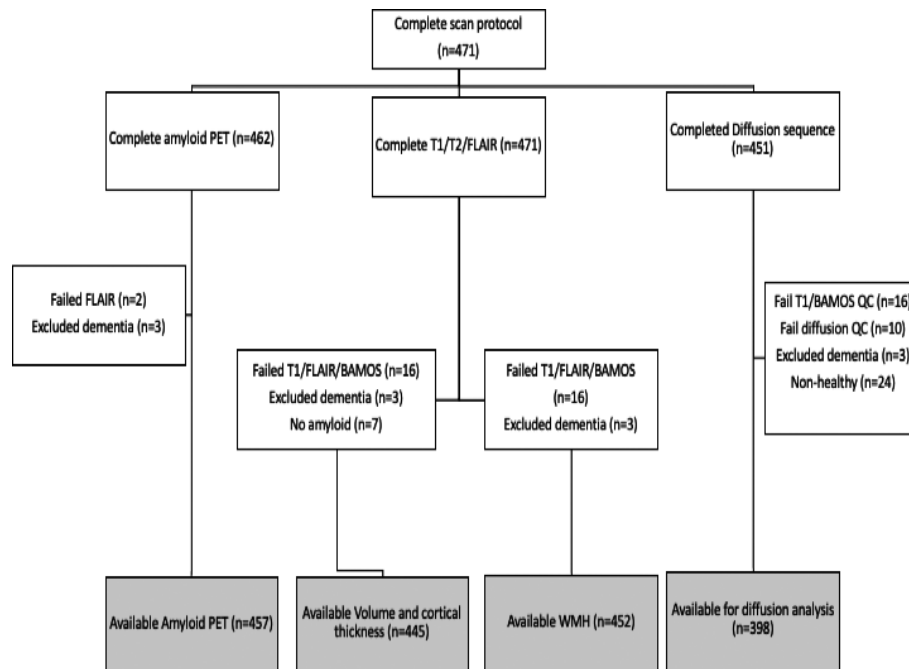 Complete scan protocol
(n=471)
Complete amyloid PET (n=462)
Complete T1/T2/FLAIR (n=471)
Completed Diffusion sequence
(n=451)
Failed FLAIR (n=2)
Excluded dementia (n=3)
Failed T1/FLAIR/BAMOS (n=16)
Excluded dementia (n=3)
No amyloid (n=7)
Failed T1/FLAIR/BAMOS
(n=16)
Excluded dementia (n=3)
Fail T1/BAMOS QC (n=16)
Fail diffusion QC (n=10)
Excluded dementia (n=3)
Non-healthy (n=24)
Available Amyloid PET (n=457)
Available Volume and cortical
thickness (n=445)
Available WMH (n=452)
Available for diffusion analysis
(n=398)